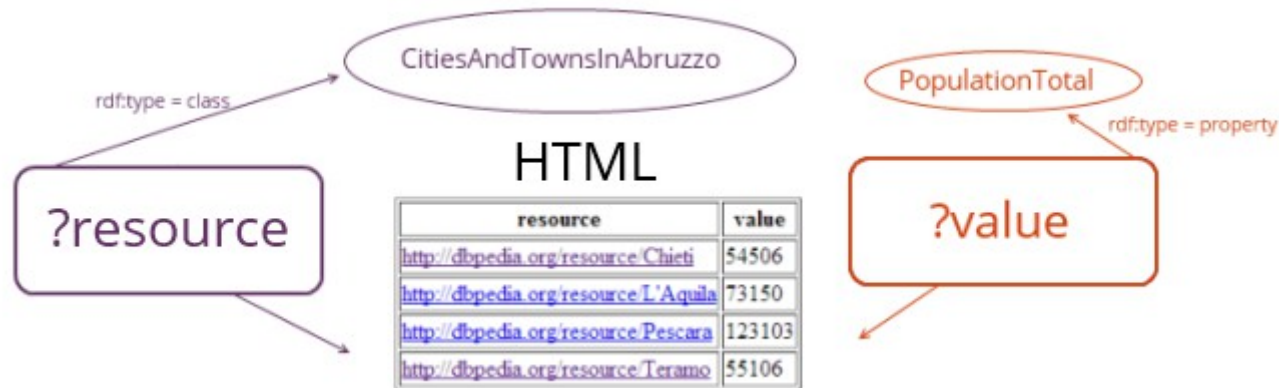 CitiesAndTownsInAbruzzo
PopulationTotal
rdf:type = class
rdf:type = property
HTML
?resource
?value
resource value
http://dbpedia.org/resource/Chieti 54506
http://dbpedia.org/resource/L'Aquila 73150
http://dbpedia.org/resource/Pescara 123103
http://dbpedia.org/resource/Teramo 55106